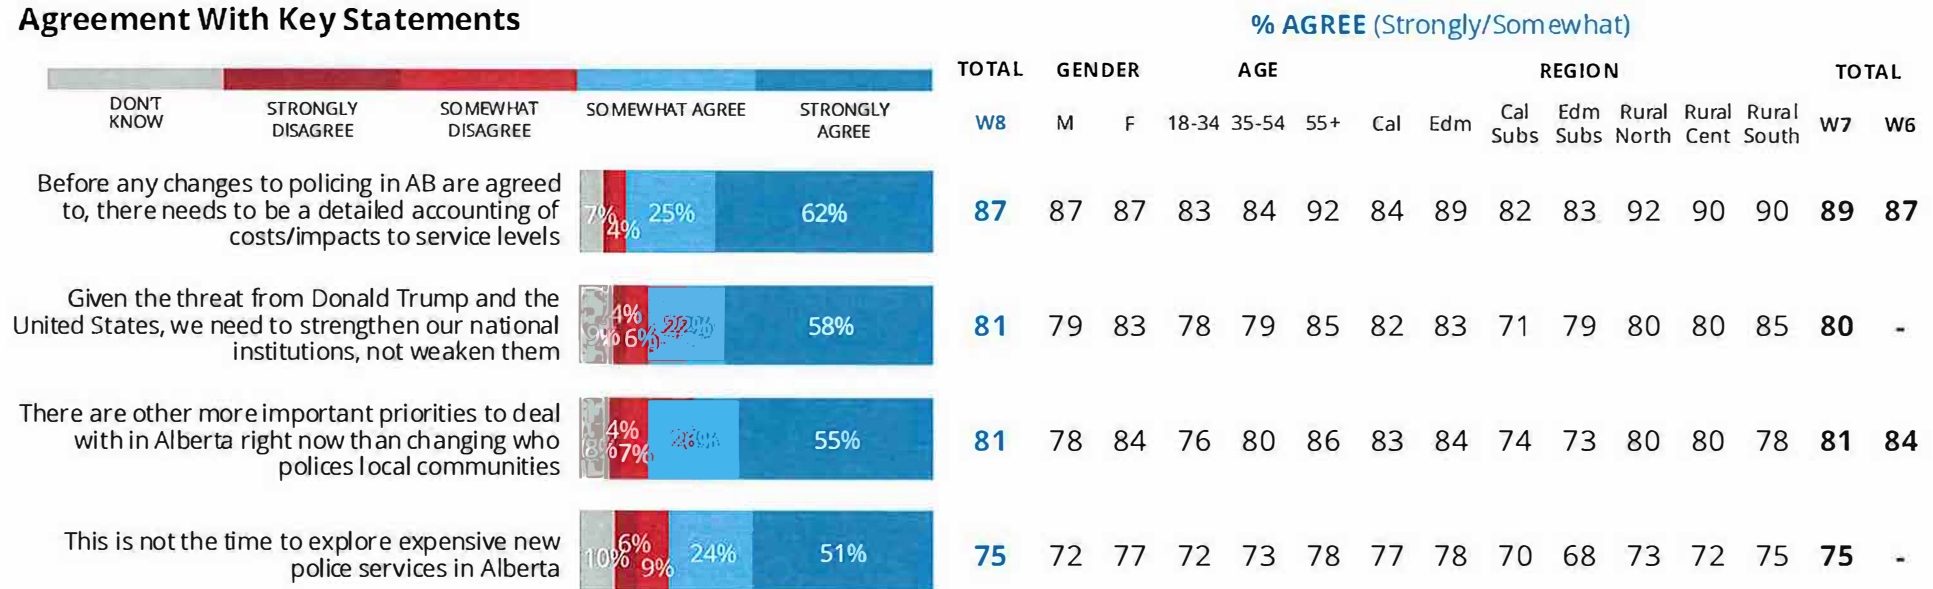 Agreement With Key Statements
% AGREE (Strongly/Somewhat)
TOTAL GENDER AGE REGION TOTAL
DON'T KNOW
STRONGLY DISAGREE
SOMEWHAT DISAGREE
SOMEWHAT AGREE
STRONGLY AGREE
W8 M F 18-34 35-54 55+ Cal Edm Cal Subs Edm Subs Rural North Rural Cent Rural South W7 W6
Before any changes to policing in AB are agreed
to, there needs to be a detailed accounting of
costs/impacts to service levels
7% 4% 25% 62%
87 87 87 83 84 92 84 89 82 83 92 90 90 89 87
Given the threat from Donald Trump and the
United States, we need to strengthen our national
institutions, not weaken them
9% 4% 6% 58%
81 79 83 78 79 85 82 83 71 79 80 80 85 80 -
There are other more important priorities to deal
with in Alberta right now than changing who
polices local communities
8% 4% 7% 55%
81 78 84 76 80 86 83 84 74 73 80 80 78 81 84
This is not the time to explore expensive new
police services in Alberta
10% 6% 9% 24% 51%
75 72 77 72 73 78 77 78 70 68 73 72 75 75 -